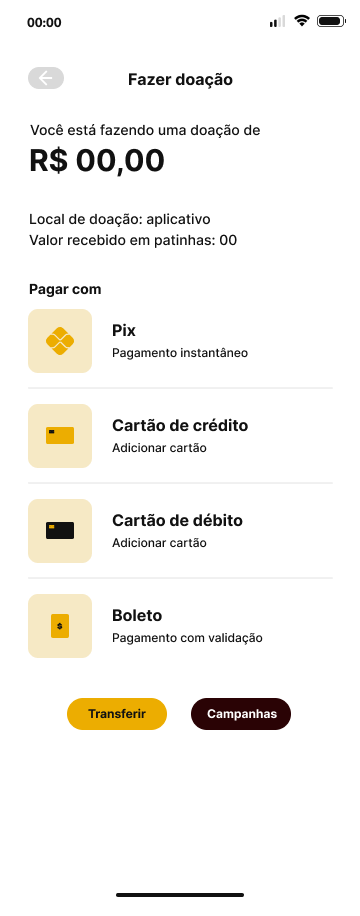 00:00
Fazer doação
Você está fazendo uma doação de
R$ 00,00
Local de doação: aplicativo
Valor recebido em patinhas: 00
Pagar com
Pix
Pagamento instantâneo
Cartão de crédito
Adicionar cartão
Cartão de débito
Adicionar cartão
$
Boleto
Pagamento com validação
Transferir
Campanhas